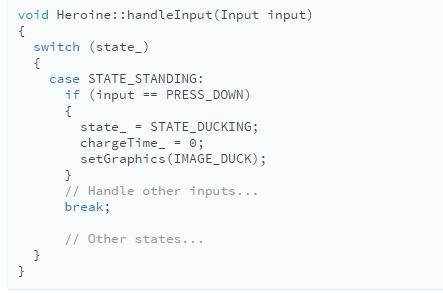 void Heroine::handleInput(Input input)
{
  switch (state_)
  {
    case STATE_STANDING:
      if (input == PRESS_DOWN)
      {
        state_ = STATE_DUCKING;
        chargeTime_ = 0;
        setGraphics(IMAGE_DUCK);
      }
      // Handle other inputs...
      break;

      // Other states...
  }
}